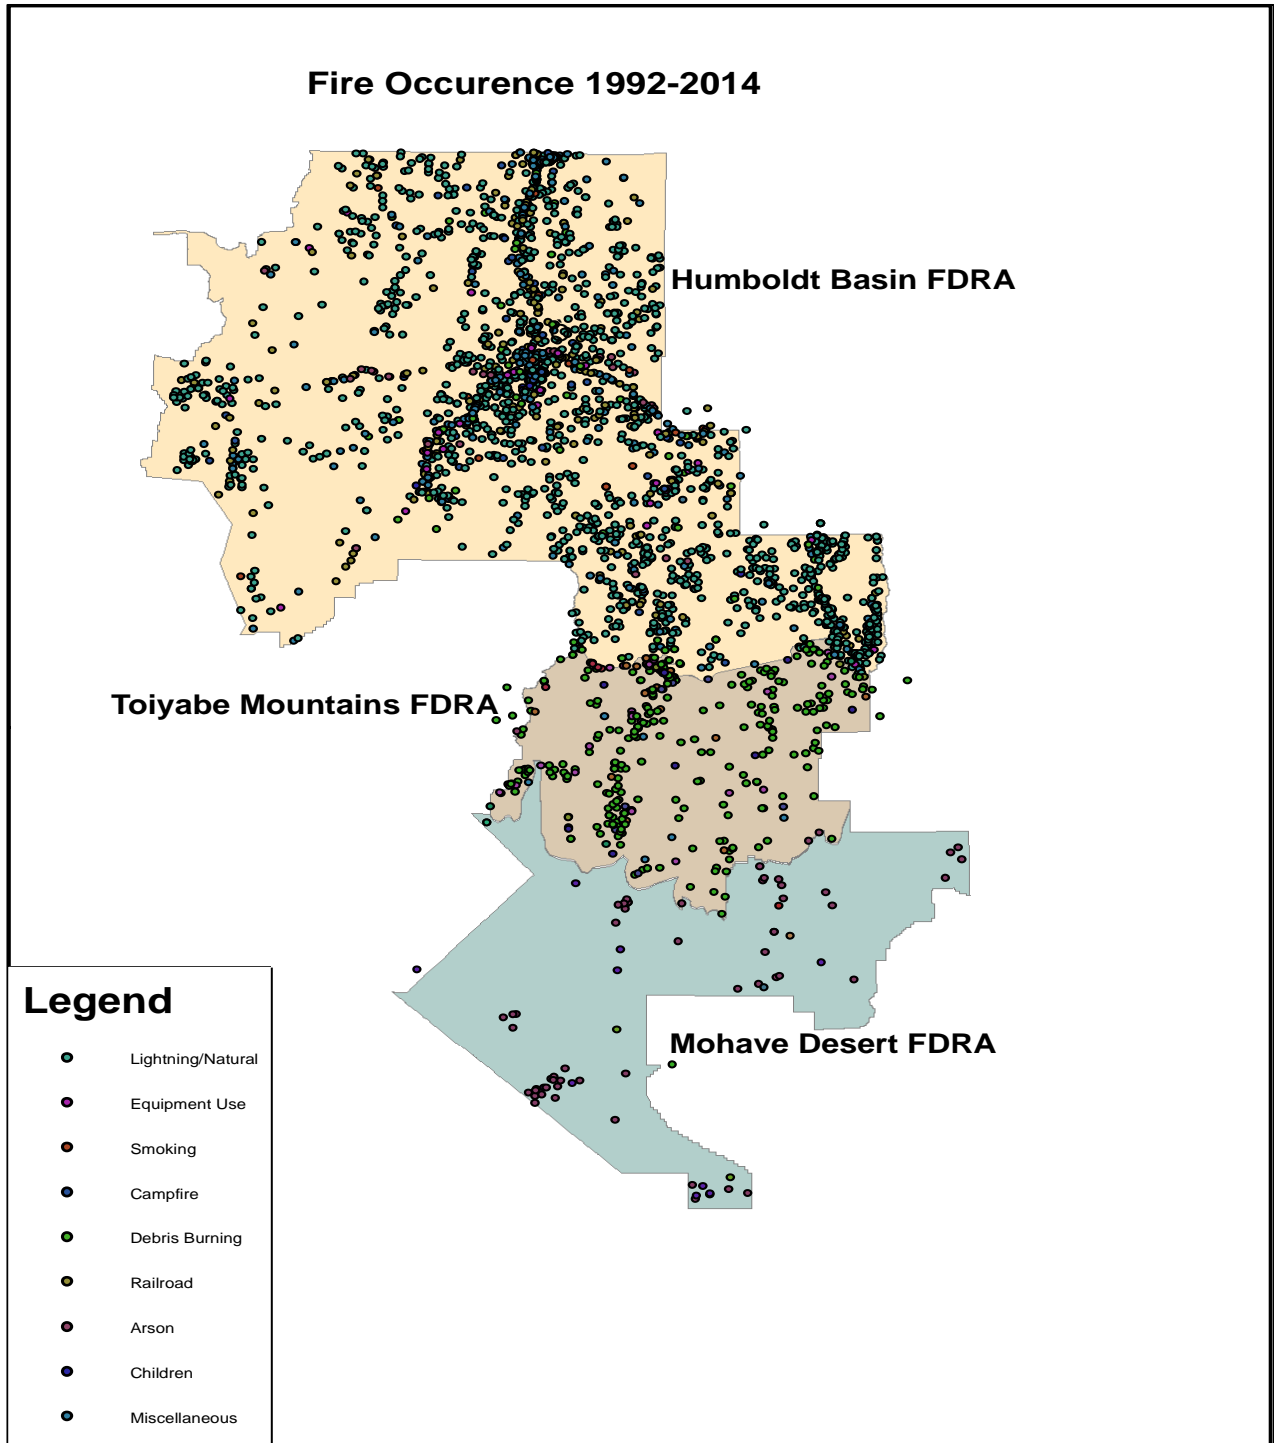 Fire Occurence 1992-2014
Humboldt Basin FDRA
Toiyabe Mountains FDRA
Mohave Desert FDRA
Legend
Lightning/Natural
Equipment Use
Smoking
Campfire
Debris Burning
Railroad
Arson
Children
Miscellaneous